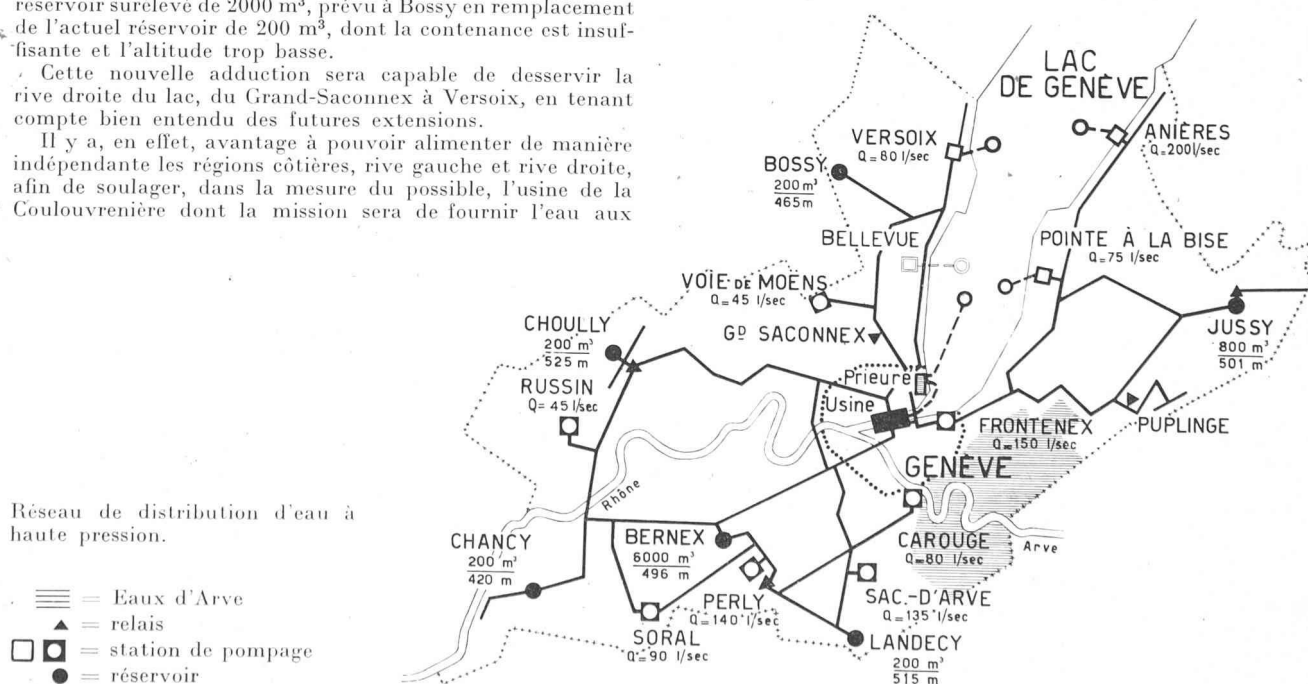 réservoir surélevé de 2000 m³, prévu à Bossy en remplacement
de l'actuel réservoir de 200 m³, dont la contenance est insuf-
fisante et l'altitude trop basse.
Cette nouvelle adduction sera capable de desservir la
rive droite du lac, du Grand-Saconnex à Versoix, en tenant
compte bien entendu des futures extensions.
Il y a, en effet, avantage à pouvoir alimenter de manière
indépendante les régions côtières, rive gauche et rive droite,
afin de soulager, dans la mesure du possible, l'usine de la
Coulouvrenière dont la mission sera de fournir l'eau aux
LAC
DE GENÈVE
VERSOIX
Q=80 l/sec
ANIÈRES
Q=200 l/sec
BOSSY
200 m³
465 m
BELLEVUE
POINTE À LA BISE
Q=75 l/sec
VOIE DE MOENS
Q=45 l/sec
GD SACONNEX
CHOULLY
200 m³
525 m
JUSSY
800 m³
501 m
RUSSIN
Q=45 l/sec
Prieuré
Usine
FRONTENEX
Q=150 l/sec
PUPLINGE
GENÈVE
Rhône
Réseau de distribution d'eau à
haute pression.
CHANCY
200 m³
420 m
BERNEX
6000 m³
496 m
CAROUGE
Q=80 l/sec
Arve
PERLY
Q=140 l/sec
SAC.-D'ARVE
Q=135 l/sec
SORAL
Q=90 l/sec
LANDECY
200 m³
515 m
= Eaux d'Arve
= relais
= station de pompage
= réservoir